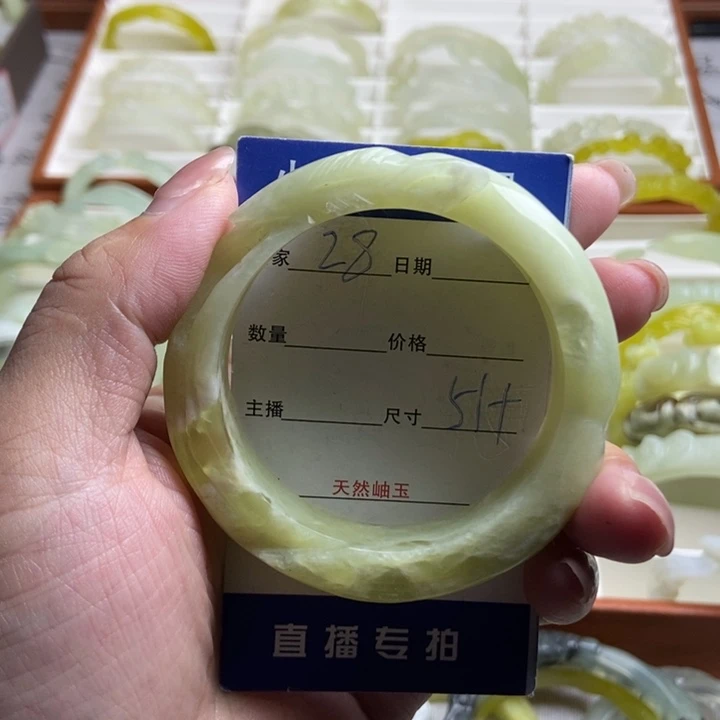 家 28 日期
数量 价格
主播 尺寸 51+
天然岫玉
直播专拍